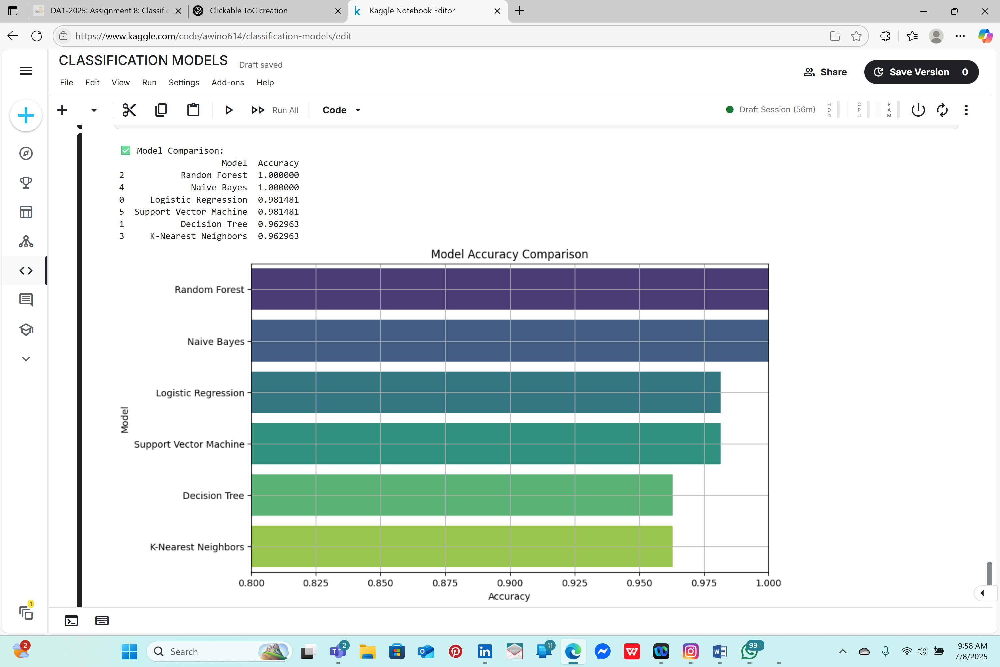 DA1-2025: Assignment 8: Classific
Clickable ToC creation
Kaggle Notebook Editor
https://www.kaggle.com/code/awino614/classification-models/edit
CLASSIFICATION MODELS Draft saved
Share
Save Version 0
File Edit View Run Settings Add-ons Help
Run All
Code
Draft Session (56m)
HDD
CPU
RAM
Model Comparison:
Model Accuracy
2 Random Forest 1.000000
4 Naive Bayes 1.000000
0 Logistic Regression 0.981481
5 Support Vector Machine 0.981481
1 Decision Tree 0.962963
3 K-Nearest Neighbors 0.962963
Model Accuracy Comparison
Random Forest
Naive Bayes
Logistic Regression
Model
Support Vector Machine
Decision Tree
K-Nearest Neighbors
0.800 0.825 0.850 0.875 0.900 0.925 0.950 0.975 1.000
Accuracy
1
2
Search
2
11
99+
9:58 AM
7/8/2025